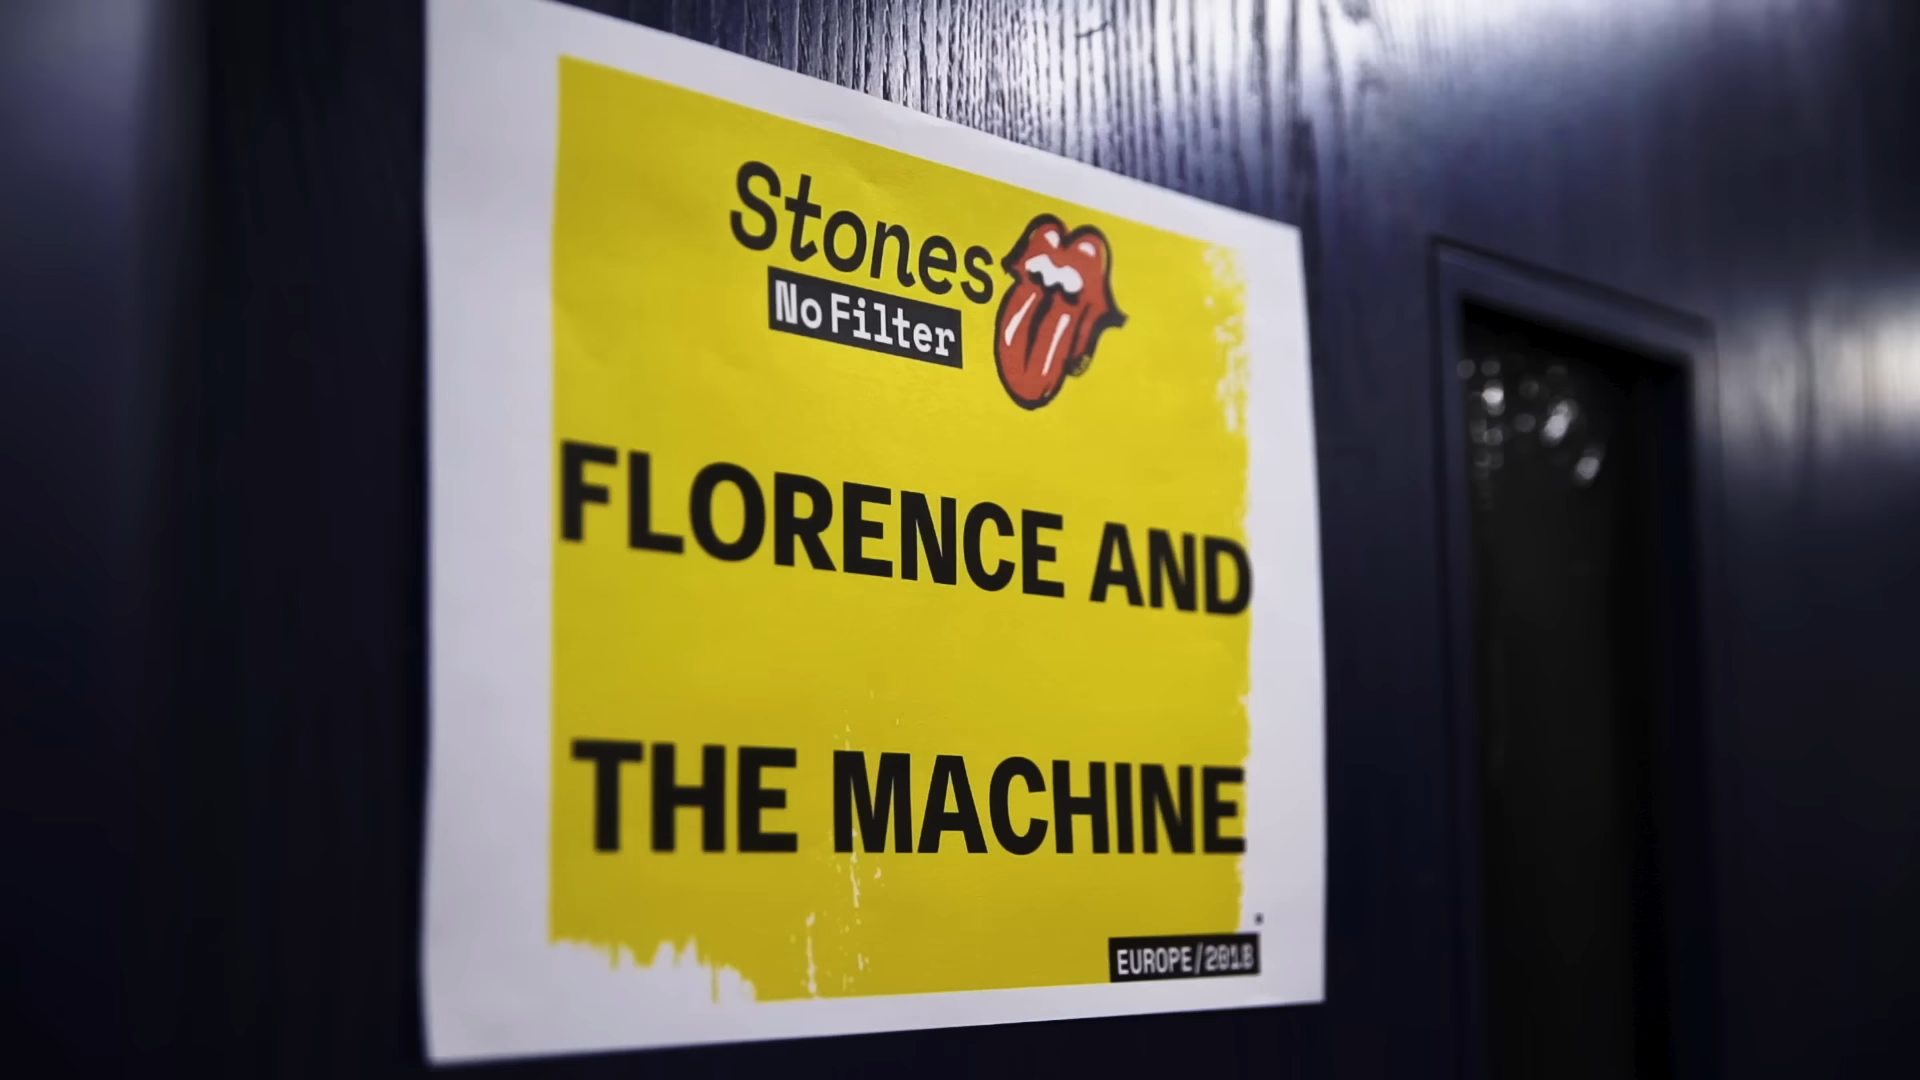 Stones
No Filter
FLORENCE AND
THE MACHINE
EUROPE/2018